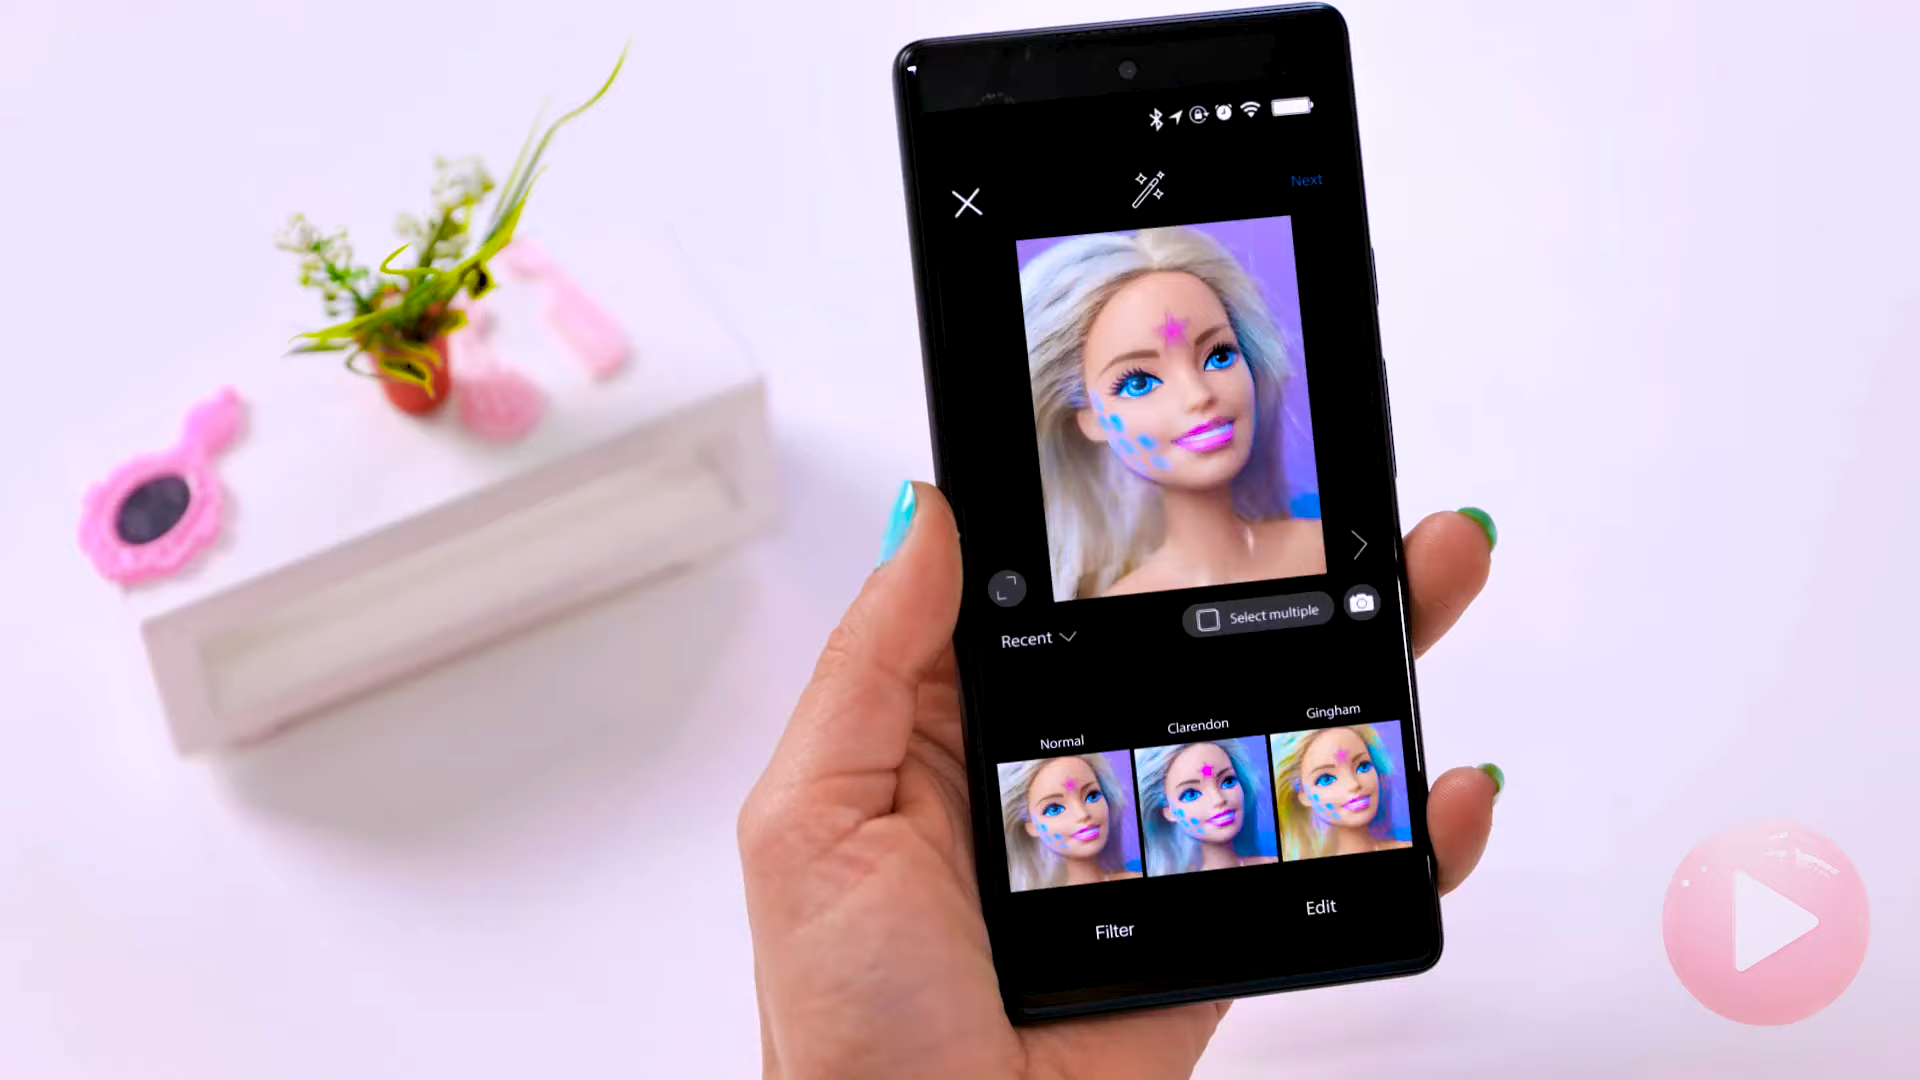 Next
Select multiple
Recent
Normal
Clarendon
Gingham
Filter
Edit